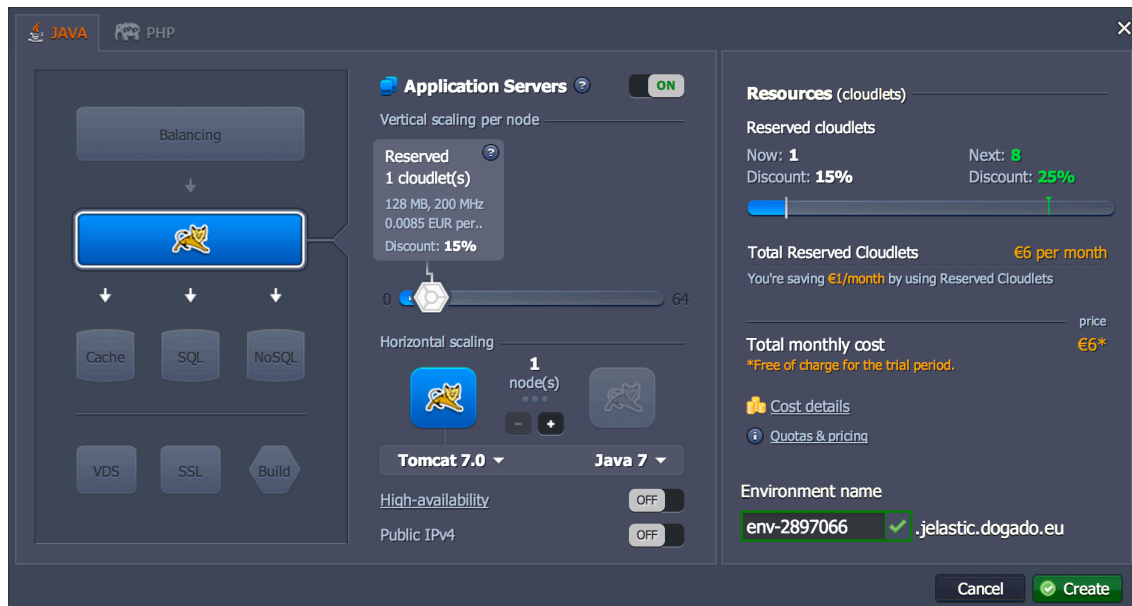 JAVA
PHP
Balancing
Cache
SQL
NoSQL
VDS
SSL
Build
Application Servers ?
ON
Vertical scaling per node
Reserved ?
1 cloudlet(s)
128 MB, 200 MHz
0.0085 EUR per..
Discount: 15%
0
64
Horizontal scaling
1
node(s)
- +
Tomcat 7.0
Java 7
High-availability
OFF
Public IPv4
OFF
Resources (cloudlets)
Reserved cloudlets
Now: 1 Next: 8
Discount: 15% Discount: 25%
Total Reserved Cloudlets €6 per month
You're saving €1/month by using Reserved Cloudlets
price
Total monthly cost €6*
*Free of charge for the trial period.
Cost details
Quotas & pricing
Environment name
env-2897066 .jelastic.dogado.eu
Cancel
Create